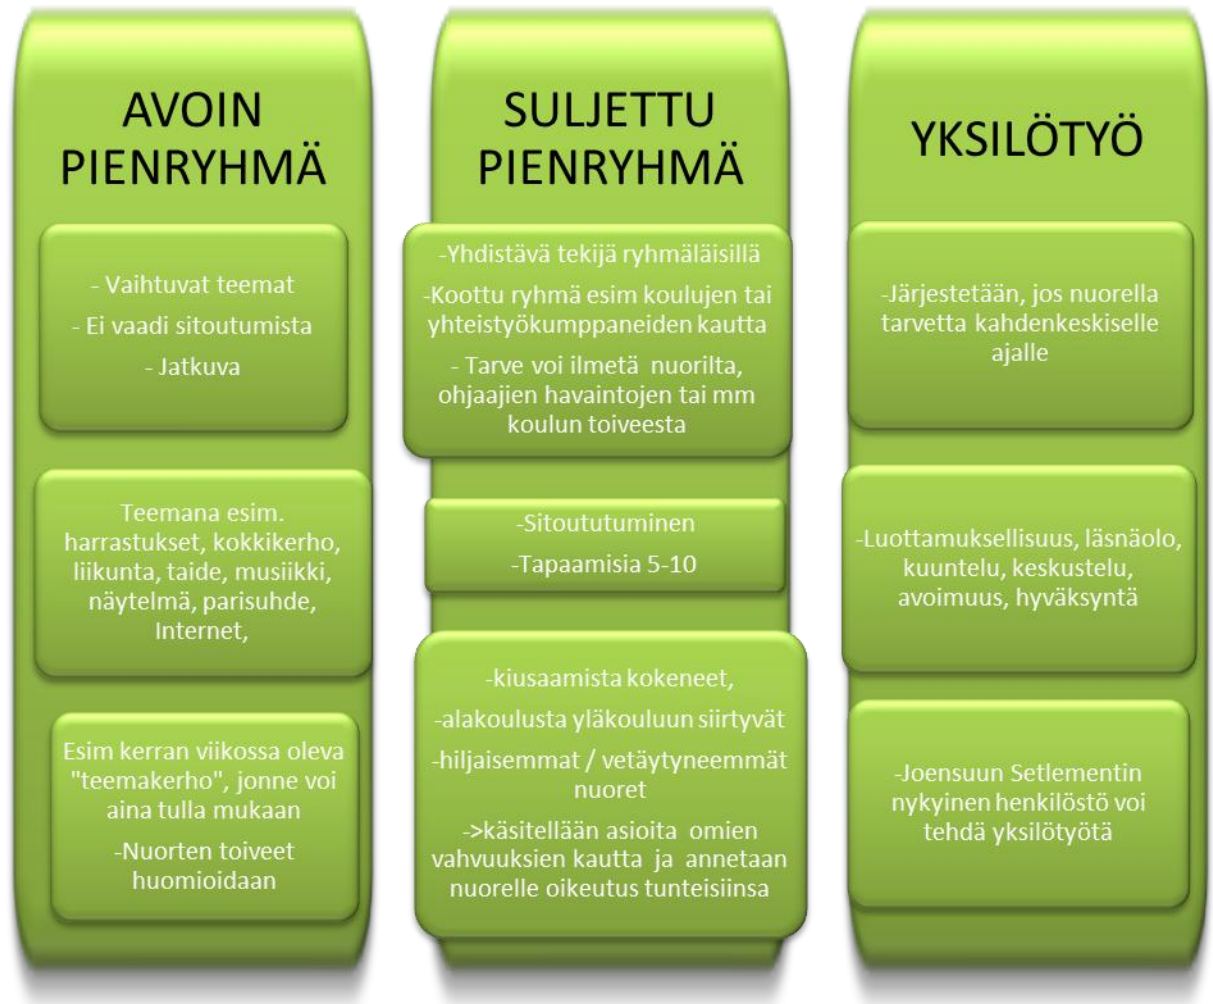 AVOIN
PIENRYHMÄ
- Vaihtuvat teemat
- Ei vaadi sitoutumista
- Jatkuva
Teemana esim.
harrastukset, kokkikerho,
liikunta, taide, musiikki,
näytelmä, parisuhde,
Internet,
Esim kerran viikossa oleva
"teemakerho", jonne voi
aina tulla mukaan
-Nuorten toiveet
huomioidaan
SULJETTU
PIENRYHMÄ
-Yhdistävä tekijä ryhmäläisillä
-Koottu ryhmä esim koulujen tai
yhteistyökumppaneiden kautta
- Tarve voi ilmetä nuorilta,
ohjaajien havaintojen tai mm
koulun toiveesta
-Sitoututuminen
-Tapaamisia 5-10
-kiusaamista kokeneet,
-alakoulusta yläkouluun siirtyvät
-hiljaisemmat / vetäytyneemmät
nuoret
->käsitellään asioita omien
vahvuuksien kautta ja annetaan
nuorelle oikeutus tunteisiinsa
YKSILÖTYÖ
-Järjestetään, jos nuorella
tarvetta kahdenkeskiselle
ajalle
-Luottamuksellisuus, läsnäolo,
kuuntelu, keskustelu,
avoimuus, hyväksyntä
-Joensuun Setlementin
nykyinen henkilöstö voi
tehdä yksilötyötä